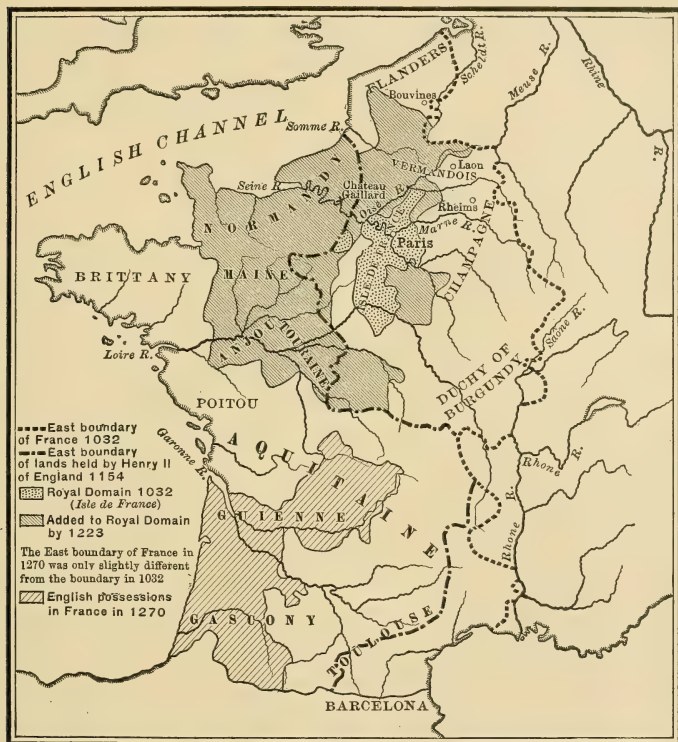 FLANDERS
Scheldt R.
Meuse R.
Rhine
R.
Bouvines
ENGLISH CHANNEL
Somme R.
VERMANDOIS
Laon
Seine R.
Château
Gaillard
Oise R.
Rheims
NORMANDY
Marne R.
Paris
ISLE DE FRANCE
CHAMPAGNE
BRITTANY
MAINE
ANJOU
TOURAINE
Loire R.
DUCHY OF
BURGUNDY
Saône R.
POITOU
Garonne R.
AQUITAINE
Rhone R.
Rhone R.
GUIENNE
GASCONY
TOULOUSE
BARCELONA
East boundary
of France 1032
East boundary
of lands held by Henry II
of England 1154
Royal Domain 1032
(Isle de France)
Added to Royal Domain
by 1223
The East boundary of France in
1270 was only slightly different
from the boundary in 1032
English possessions
in France in 1270